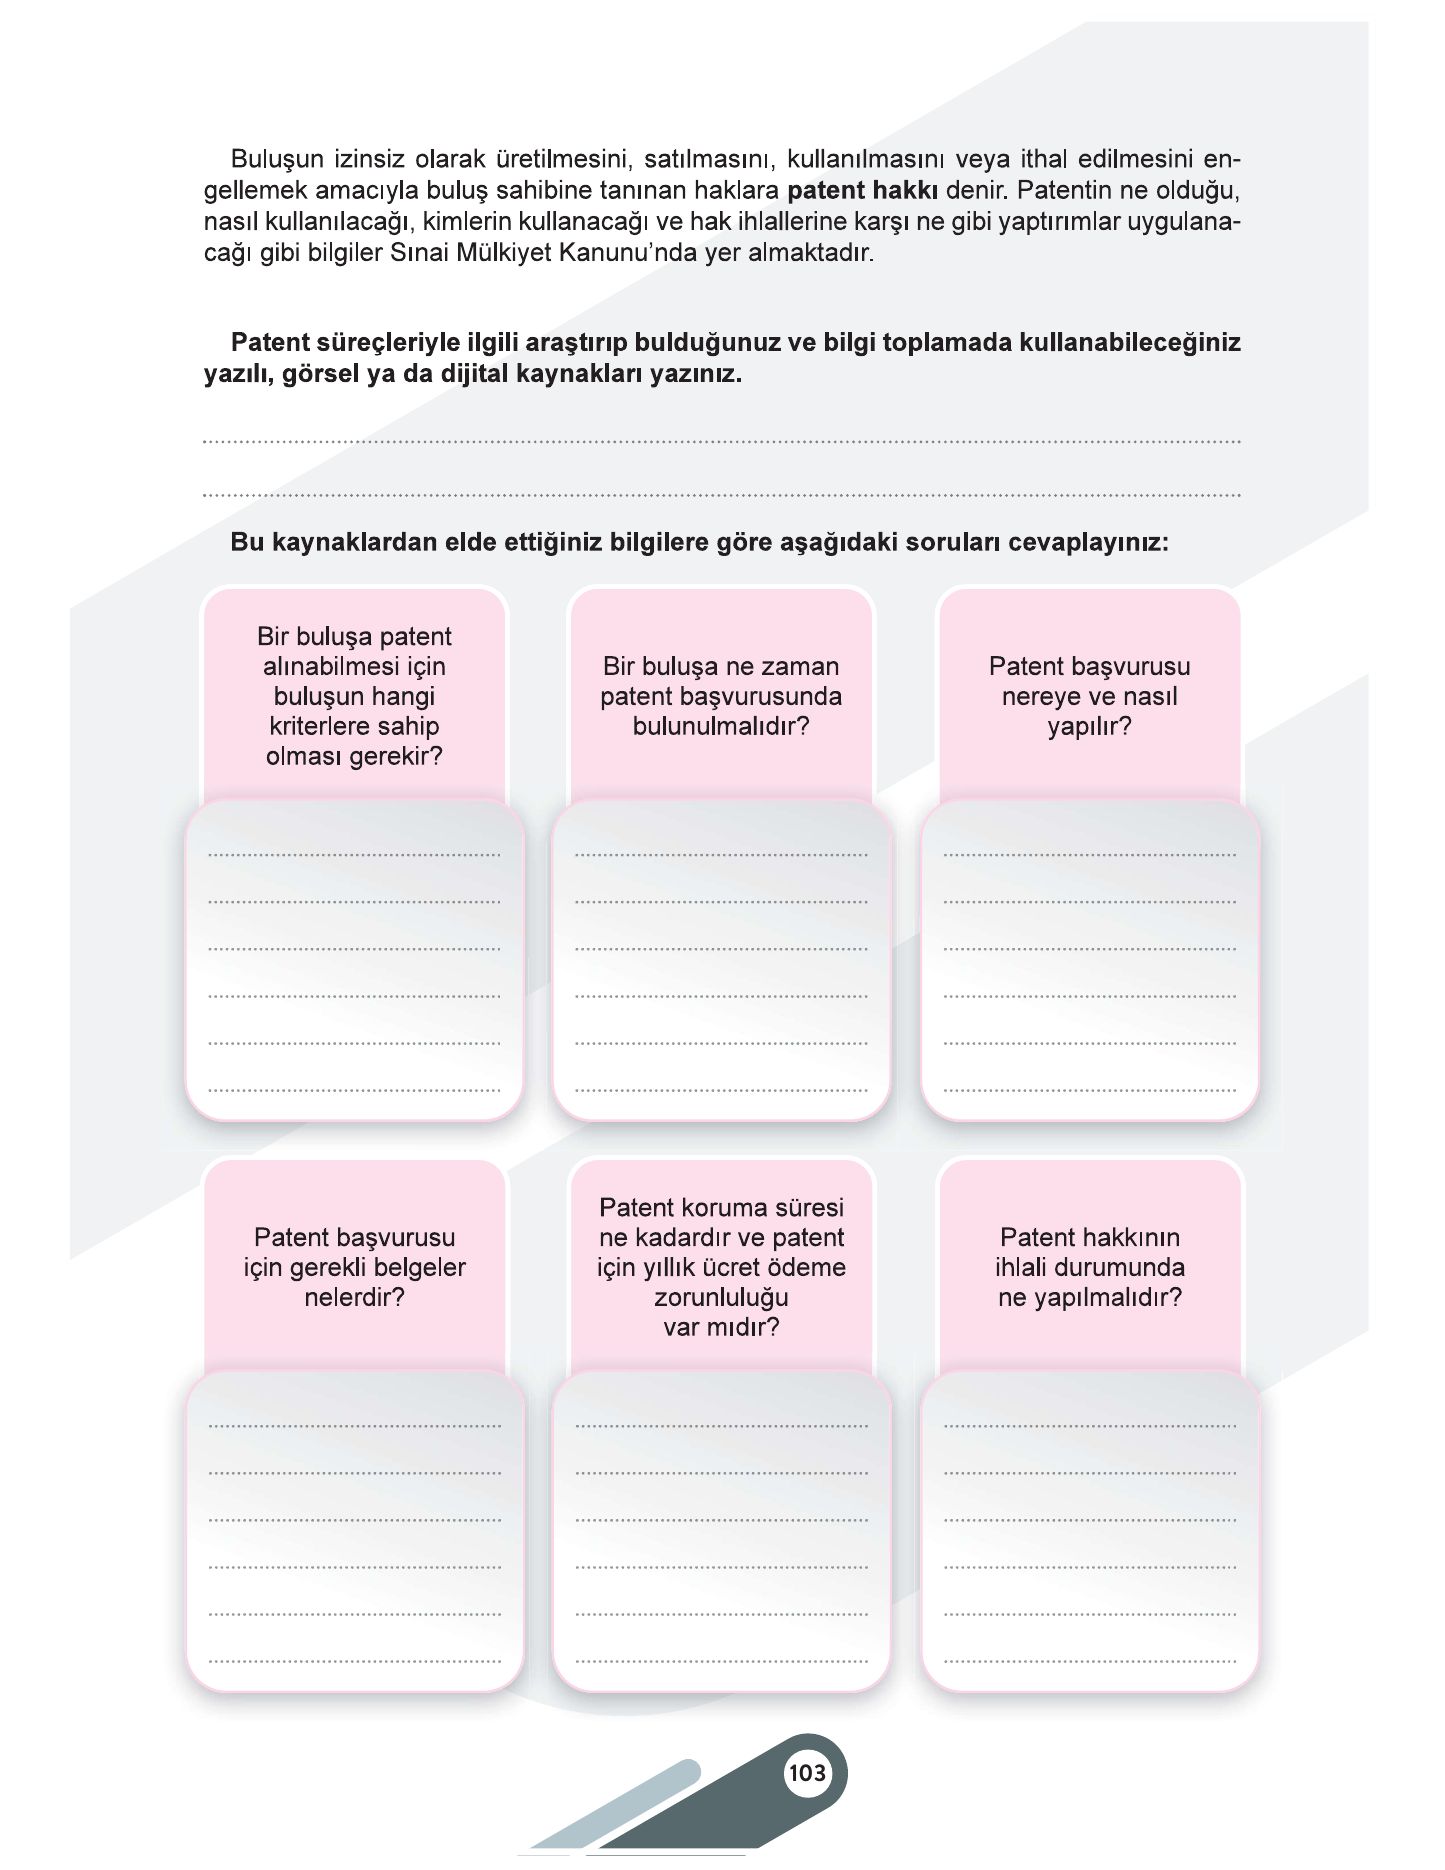 Buluşun izinsiz olarak üretilmesini, satılmasını, kullanılmasını veya ithal edilmesini en-
gellemek amacıyla buluş sahibine tanınan haklara patent hakkı denir. Patentin ne olduğu,
nasıl kullanılacağı, kimlerin kullanacağı ve hak ihlallerine karşı ne gibi yaptırımlar uygulana-
cağı gibi bilgiler Sınai Mülkiyet Kanunu’nda yer almaktadır.
Patent süreçleriyle ilgili araştırıp bulduğunuz ve bilgi toplamada kullanabileceğiniz
yazılı, görsel ya da dijital kaynakları yazınız.
Bu kaynaklardan elde ettiğiniz bilgilere göre aşağıdaki soruları cevaplayınız:
Bir buluşa patent
alınabilmesi için
buluşun hangi
kriterlere sahip
olması gerekir?
Bir buluşa ne zaman
patent başvurusunda
bulunulmalıdır?
Patent başvurusu
nereye ve nasıl
yapılır?
Patent başvurusu
için gerekli belgeler
nelerdir?
Patent koruma süresi
ne kadardır ve patent
için yıllık ücret ödeme
zorunluluğu
var mıdır?
Patent hakkının
ihlali durumunda
ne yapılmalıdır?
103